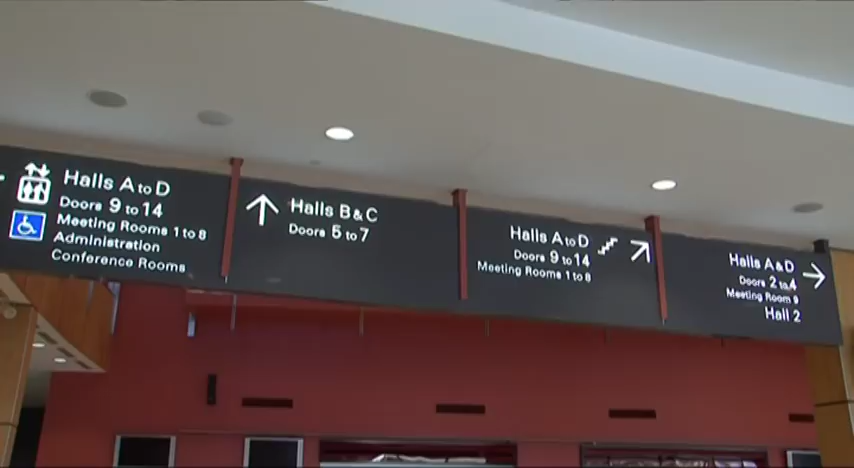 Halls A to D
Doors 9 to 14
Meeting Rooms 1 to 8
Administration
Conference Rooms
Halls B & C
Doors 5 to 7
Halls A to D
Doors 9 to 14
Meeting Rooms 1 to 8
Halls A & D
Doors 2 to 4
Meeting Room 9
Hall 2